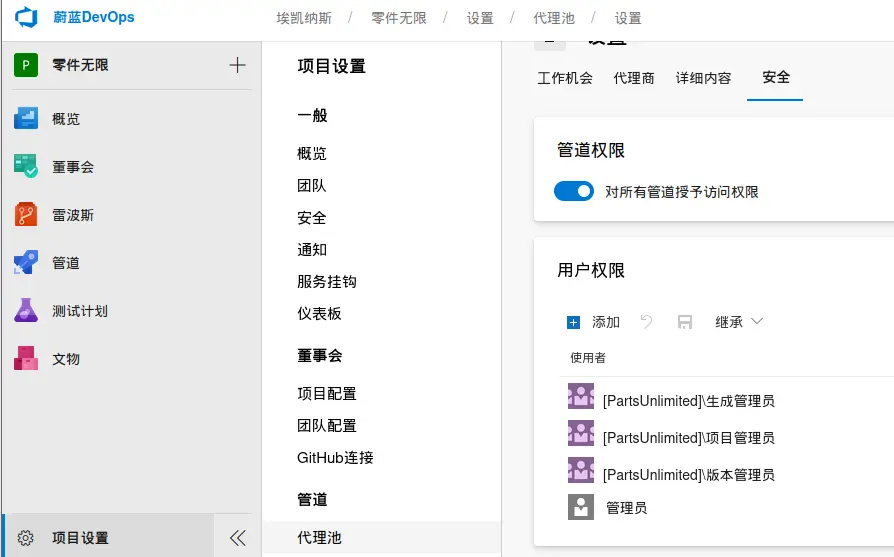 蔚蓝DevOps
埃凯纳斯 / 零件无限 / 设置 / 代理池 / 设置
P 零件无限
概览
董事会
雷波斯
管道
测试计划
文物
项目设置
项目设置
一般
概览
团队
安全
通知
服务挂钩
仪表板
董事会
项目配置
团队配置
GitHub连接
管道
代理池
设置
工作机会 代理商 详细内容 安全
管道权限
对所有管道授予访问权限
用户权限
添加 继承
使用者
[PartsUnlimited]\生成管理员
[PartsUnlimited]\项目管理员
[PartsUnlimited]\版本管理员
管理员